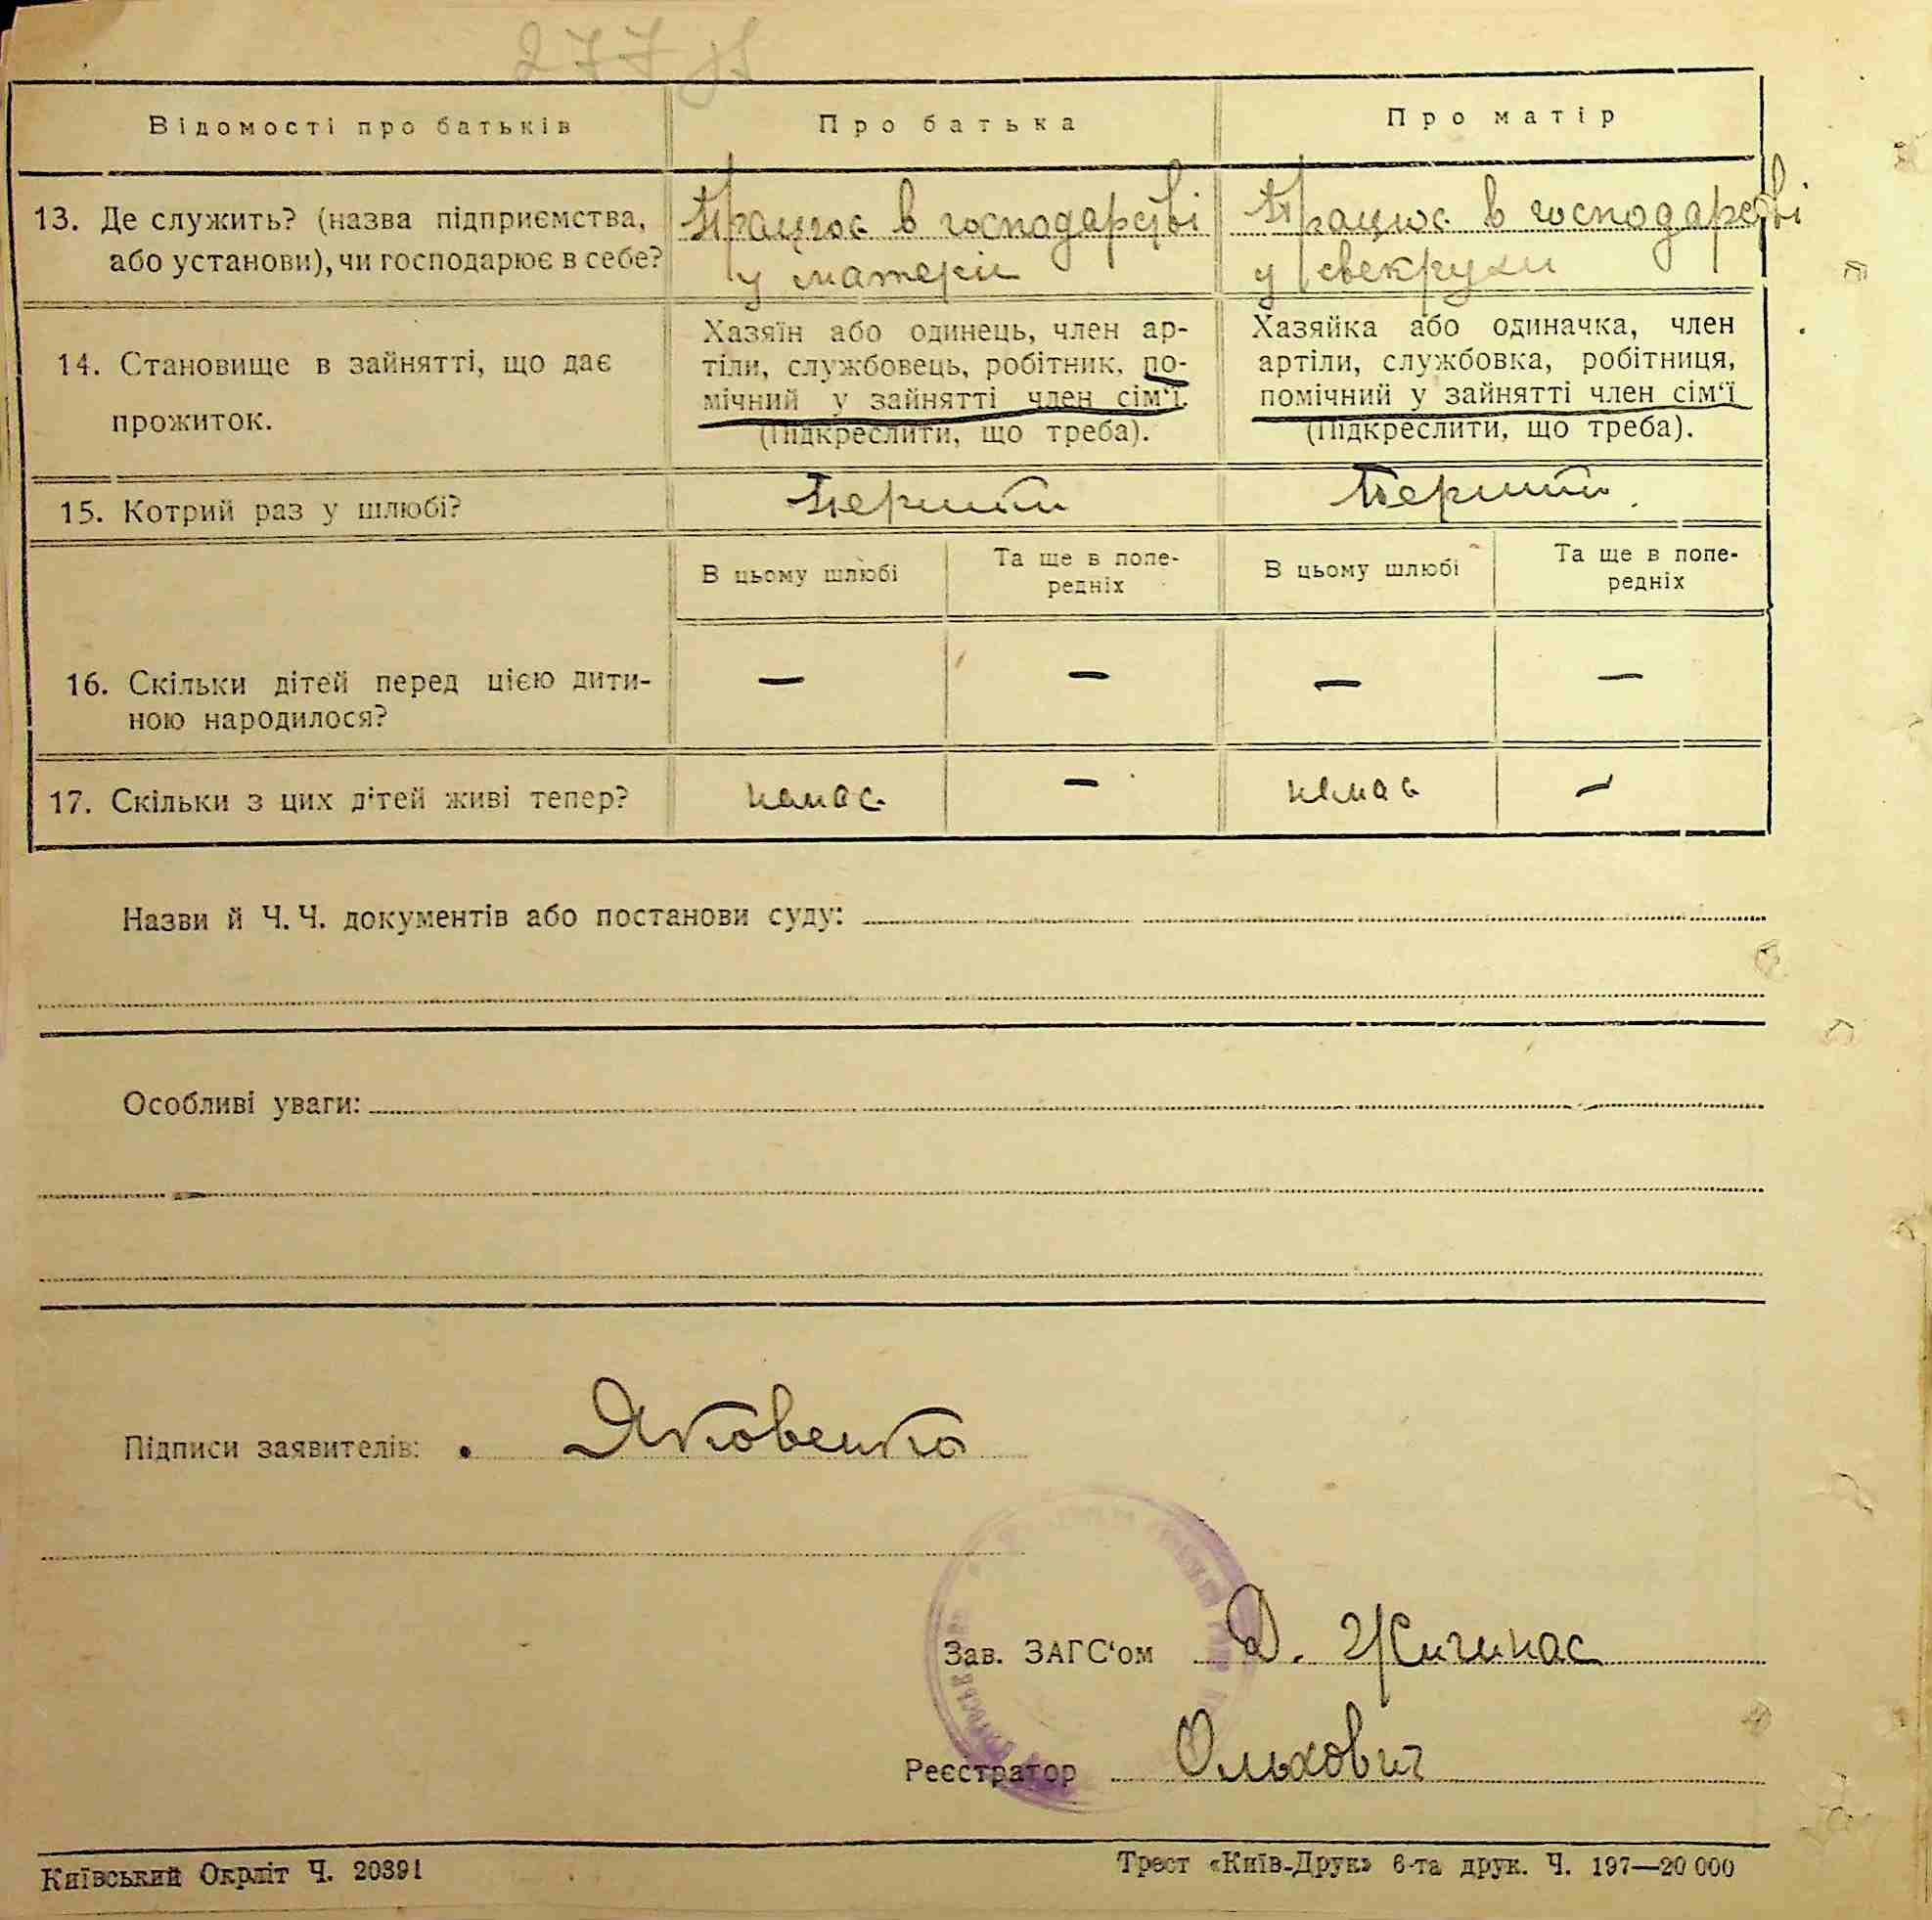 277 зв
Відомості про батьків Про батька Про матір
13. Де служить? (назва підприємства, Працює в господарстві Працює в господарстві
або установи), чи господарює в себе? у матери у свекрухи
Хазяїн або одинець, член ар- Хазяйка або одиначка, член
14. Становище в зайнятті, що дає тіли, службовець, робітник, по- артіли, службовка, робітниця,
мічний у зайнятті член сім‘ї. помічний у зайнятті член сім‘ї
прожиток. (Підкреслити, що треба). (Підкреслити, що треба).
15. Котрий раз у шлюбі? Перший Перший
В цьому шлюбі Та ще в попе- В цьому шлюбі Та ще в попе-
редніх редніх
16. Скільки дітей перед цією дити- — — — —
ною народилося?
17. Скільки з цих дітей живі тепер? немає — немає —
Назви й Ч. Ч. документів або постанови суду:
Особливі уваги:
Підписи заявителів: Яковенко
Зав. ЗАГС‘ом Д.
Реєстратор Ольхович
Київський Окрліт Ч. 20391 Трест «Київ-Друк» 6-та друк. Ч. 197—20 000